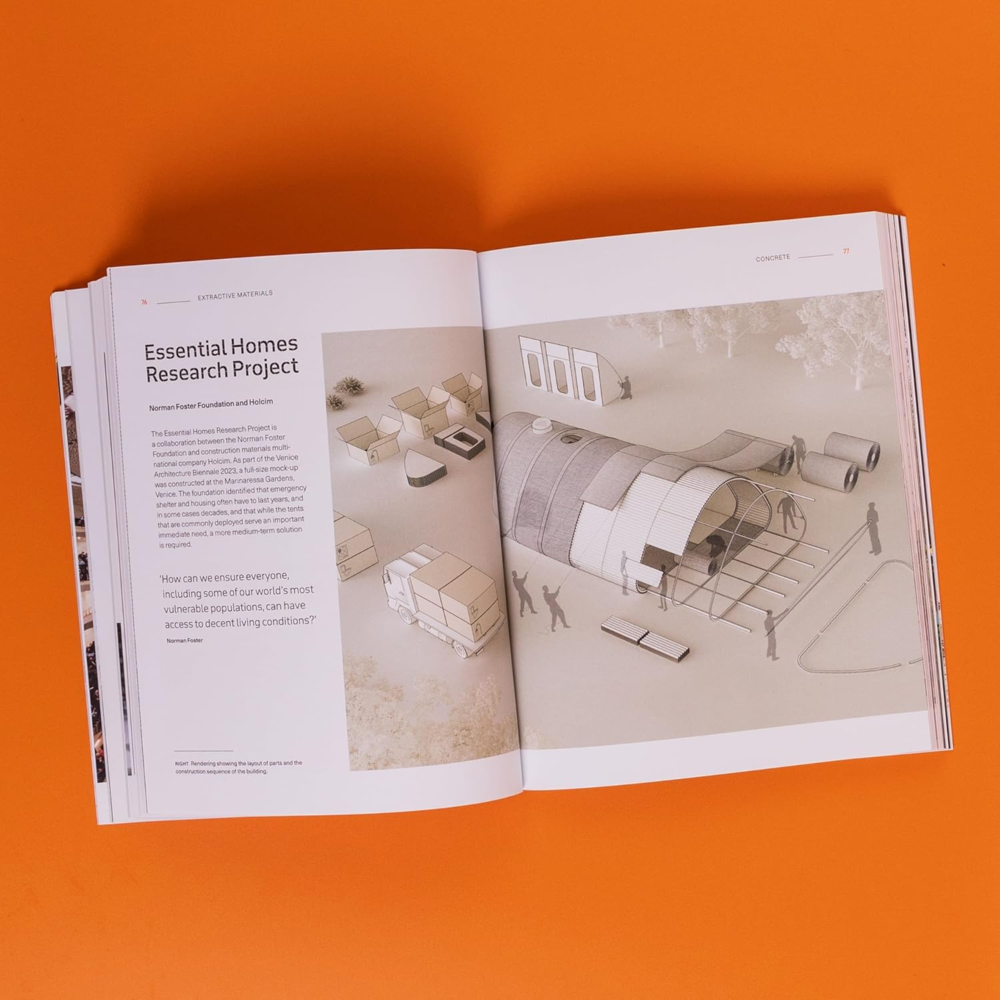 76 EXTRACTIVE MATERIALS
Essential Homes
Research Project
Norman Foster Foundation and Holcim
The Essential Homes Research Project is
a collaboration between the Norman Foster
Foundation and construction materials multi-
national company Holcim. As part of the Venice
Architecture Biennale 2023, a full-size mock-up
was constructed at the Marinaressa Gardens,
Venice. The foundation identified that emergency
shelter and housing often have to last years, and
in some cases decades, and that while the tents
that are commonly deployed serve an important
immediate need, a more medium-term solution
is required.
'How can we ensure everyone,
including some of our world's most
vulnerable populations, can have
access to decent living conditions?'
Norman Foster
RIGHT Rendering showing the layout of parts and the
construction sequence of the building.
CONCRETE 77